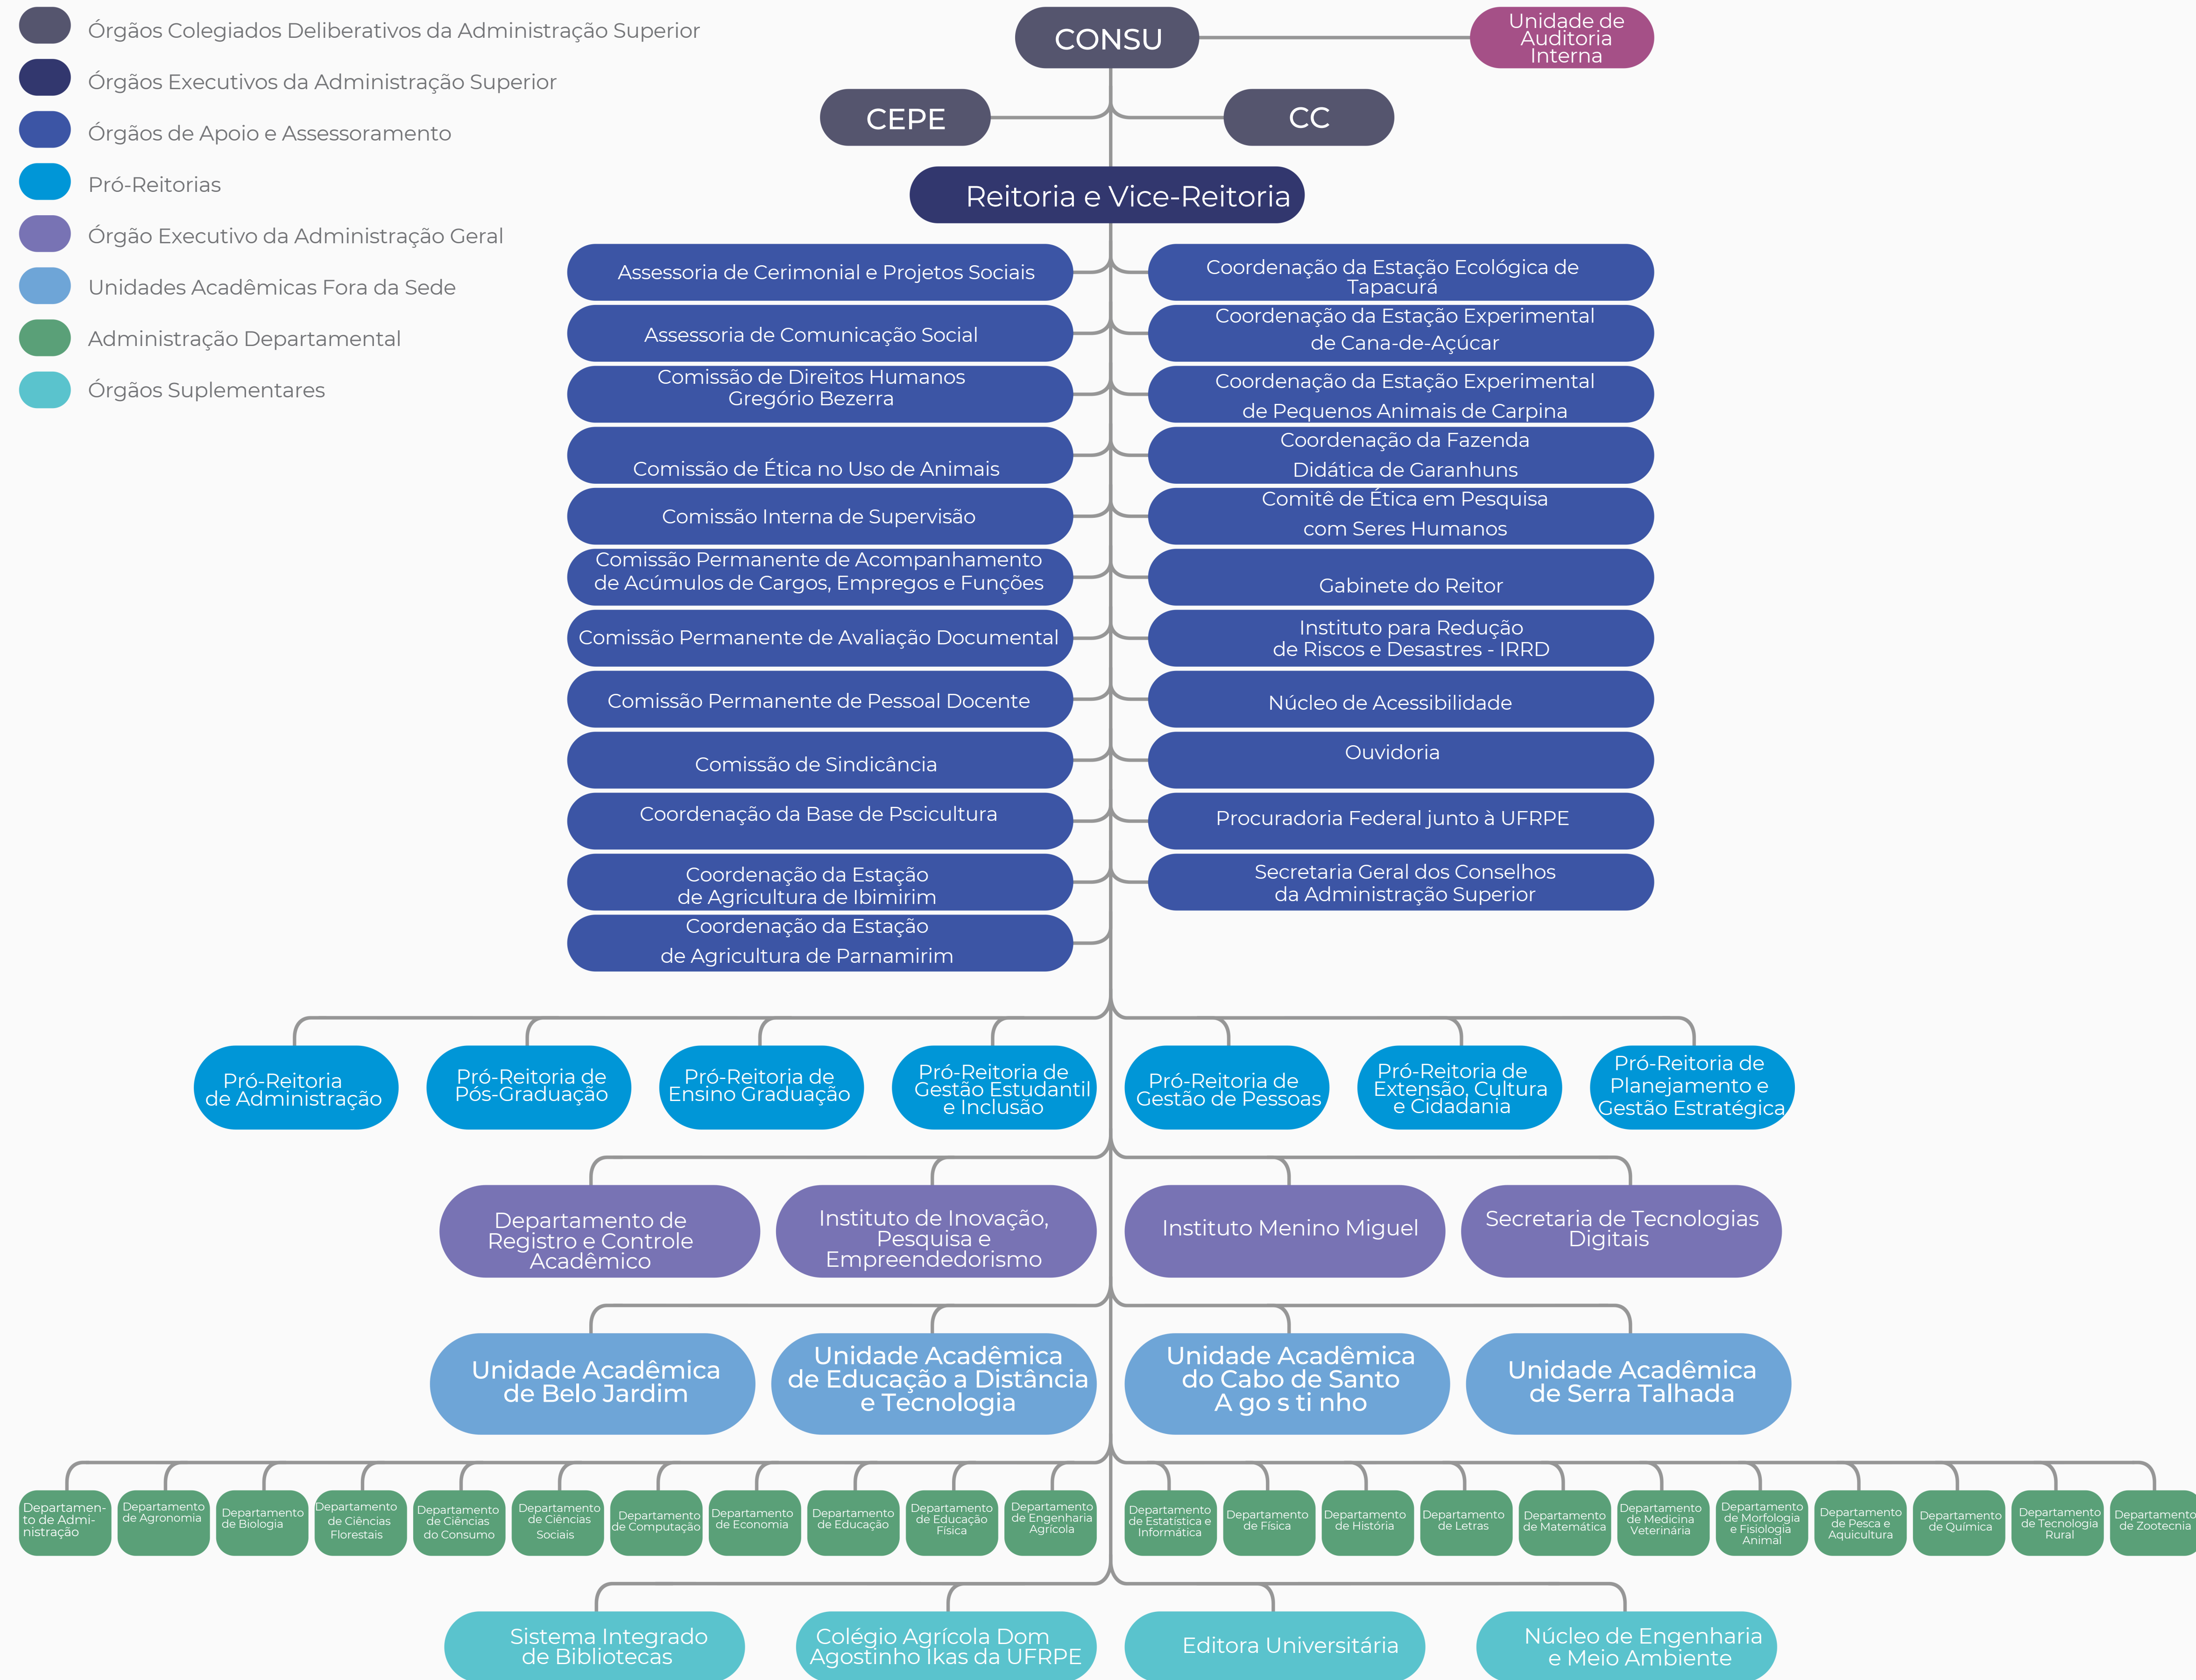 Órgãos Colegiados Deliberativos da Administração Superior
Órgãos Executivos da Administração Superior
Órgãos de Apoio e Assessoramento
Pró-Reitorias
Órgão Executivo da Administração Geral
Unidades Acadêmicas Fora da Sede
Administração Departamental
Órgãos Suplementares
CONSU
Unidade de
Auditoria
Interna
CEPE
CC
Reitoria e Vice-Reitoria
Assessoria de Cerimonial e Projetos Sociais
Assessoria de Comunicação Social
Comissão de Direitos Humanos
Gregório Bezerra
Comissão de Ética no Uso de Animais
Comissão Interna de Supervisão
Comissão Permanente de Acompanhamento
de Acúmulos de Cargos, Empregos e Funções
Comissão Permanente de Avaliação Documental
Comissão Permanente de Pessoal Docente
Comissão de Sindicância
Coordenação da Base de Pscicultura
Coordenação da Estação
de Agricultura de Ibimirim
Coordenação da Estação
de Agricultura de Parnamirim
Coordenação da Estação Ecológica de
Tapacurá
Coordenação da Estação Experimental
de Cana-de-Açúcar
Coordenação da Estação Experimental
de Pequenos Animais de Carpina
Coordenação da Fazenda
Didática de Garanhuns
Comitê de Ética em Pesquisa
com Seres Humanos
Gabinete do Reitor
Instituto para Redução
de Riscos e Desastres - IRRD
Núcleo de Acessibilidade
Ouvidoria
Procuradoria Federal junto à UFRPE
Secretaria Geral dos Conselhos
da Administração Superior
Pró-Reitoria
de Administração
Pró-Reitoria de
Pós-Graduação
Pró-Reitoria de
Ensino Graduação
Pró-Reitoria de
Gestão Estudantil
e Inclusão
Pró-Reitoria de
Gestão de Pessoas
Pró-Reitoria de
Extensão, Cultura
e Cidadania
Pró-Reitoria de
Planejamento e
Gestão Estratégica
Departamento de
Registro e Controle
Acadêmico
Instituto de Inovação,
Pesquisa e
Empreendedorismo
Instituto Menino Miguel
Secretaria de Tecnologias
Digitais
Unidade Acadêmica
de Belo Jardim
Unidade Acadêmica
de Educação a Distância
e Tecnologia
Unidade Acadêmica
do Cabo de Santo
A go s ti nho
Unidade Acadêmica
de Serra Talhada
Departamen-
to de Admi-
nistração
Departamento
de Agronomia
Departamento
de Biologia
Departamento
de Ciências
Florestais
Departamento
de Ciências
do Consumo
Departamento
de Ciências
Sociais
Departamento
de Computação
Departamento
de Economia
Departamento
de Educação
Departamento
de Educação
Física
Departamento
de Engenharia
Agrícola
Departamento
de Estatística e
Informática
Departamento
de Física
Departamento
de História
Departamento
de Letras
Departamento
de Matemática
Departamento
de Medicina
Veterinária
Departamento
de Morfologia
e Fisiologia
Animal
Departamento
de Pesca e
Aquicultura
Departamento
de Química
Departamento
de Tecnologia
Rural
Departamento
de Zootecnia
Sistema Integrado
de Bibliotecas
Colégio Agrícola Dom
Agostinho Ikas da UFRPE
Editora Universitária
Núcleo de Engenharia
e Meio Ambiente